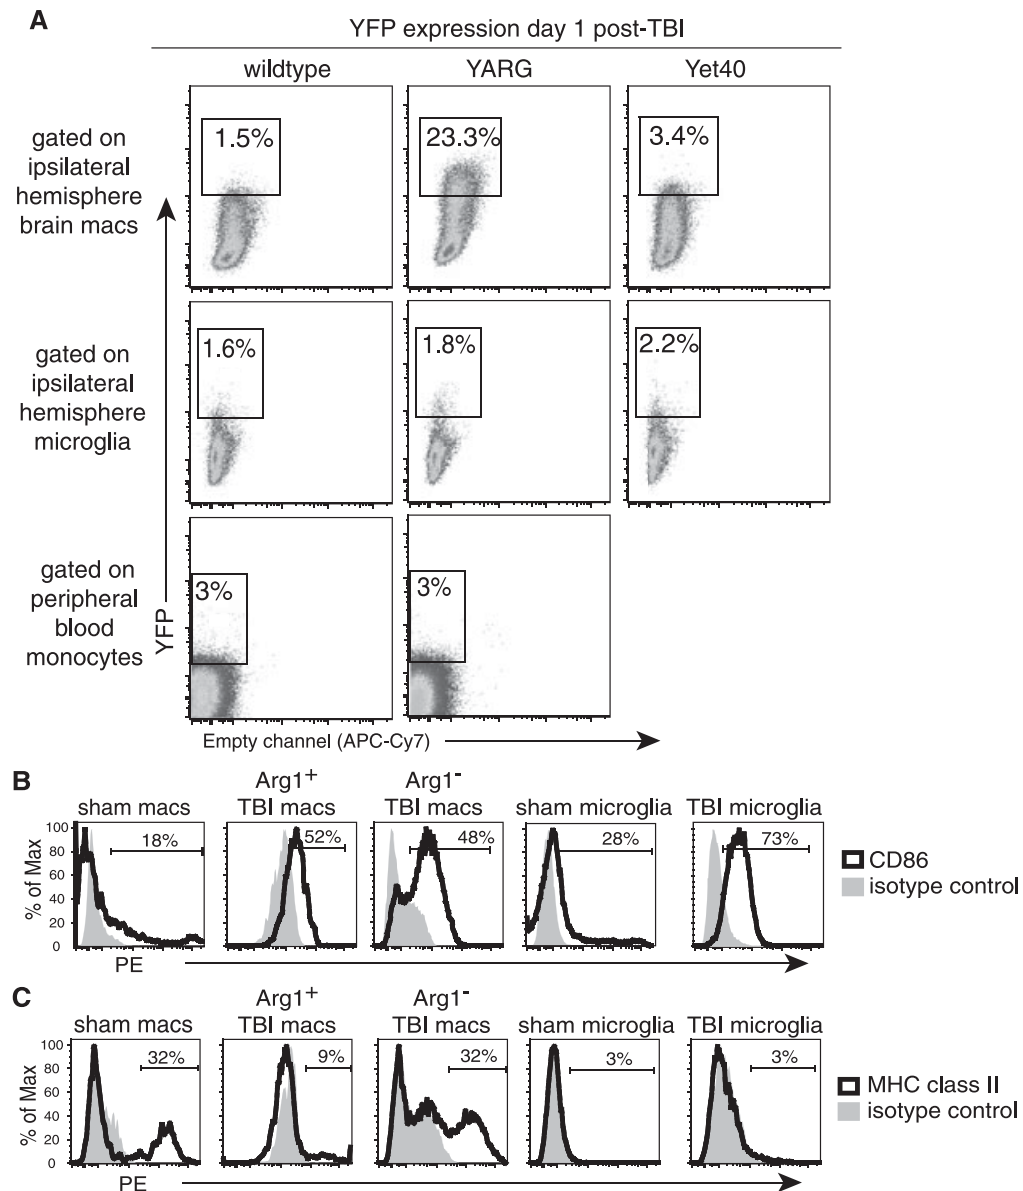 A
YFP expression day 1 post-TBI
wildtype YARG Yet40
gated on
ipsilateral
hemisphere
brain macs
1.5% 23.3% 3.4%
gated on
ipsilateral
hemisphere
microglia
1.6% 1.8% 2.2%
gated on
peripheral
blood
monocytes
3% 3%
YFP
Empty channel (APC-Cy7)
B
sham macs
Arg1+
TBI macs
Arg1-
TBI macs
sham microglia
TBI microglia
% of Max
100
80
60
40
20
0
18% 52% 48% 28% 73%
CD86
isotype control
PE
C
sham macs
Arg1+
TBI macs
Arg1-
TBI macs
sham microglia
TBI microglia
% of Max
100
80
60
40
20
0
32% 9% 32% 3% 3%
MHC class II
isotype control
PE